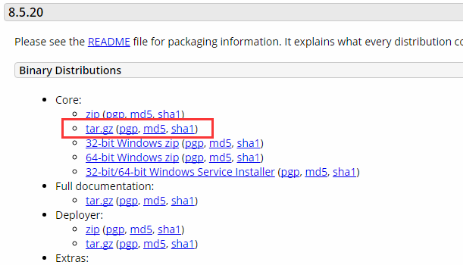 8.5.20
Please see the README file for packaging information. It explains what every distribution co
Binary Distributions
• Core:
◦ zip (pgp, md5, sha1)
◦ tar.gz (pgp, md5, sha1)
◦ 32-bit Windows zip (pgp, md5, sha1)
◦ 64-bit Windows zip (pgp, md5, sha1)
◦ 32-bit/64-bit Windows Service Installer (pgp, md5, sha1)
• Full documentation:
◦ tar.gz (pgp, md5, sha1)
• Deployer:
◦ zip (pgp, md5, sha1)
◦ tar.gz (pgp, md5, sha1)
• Extras: